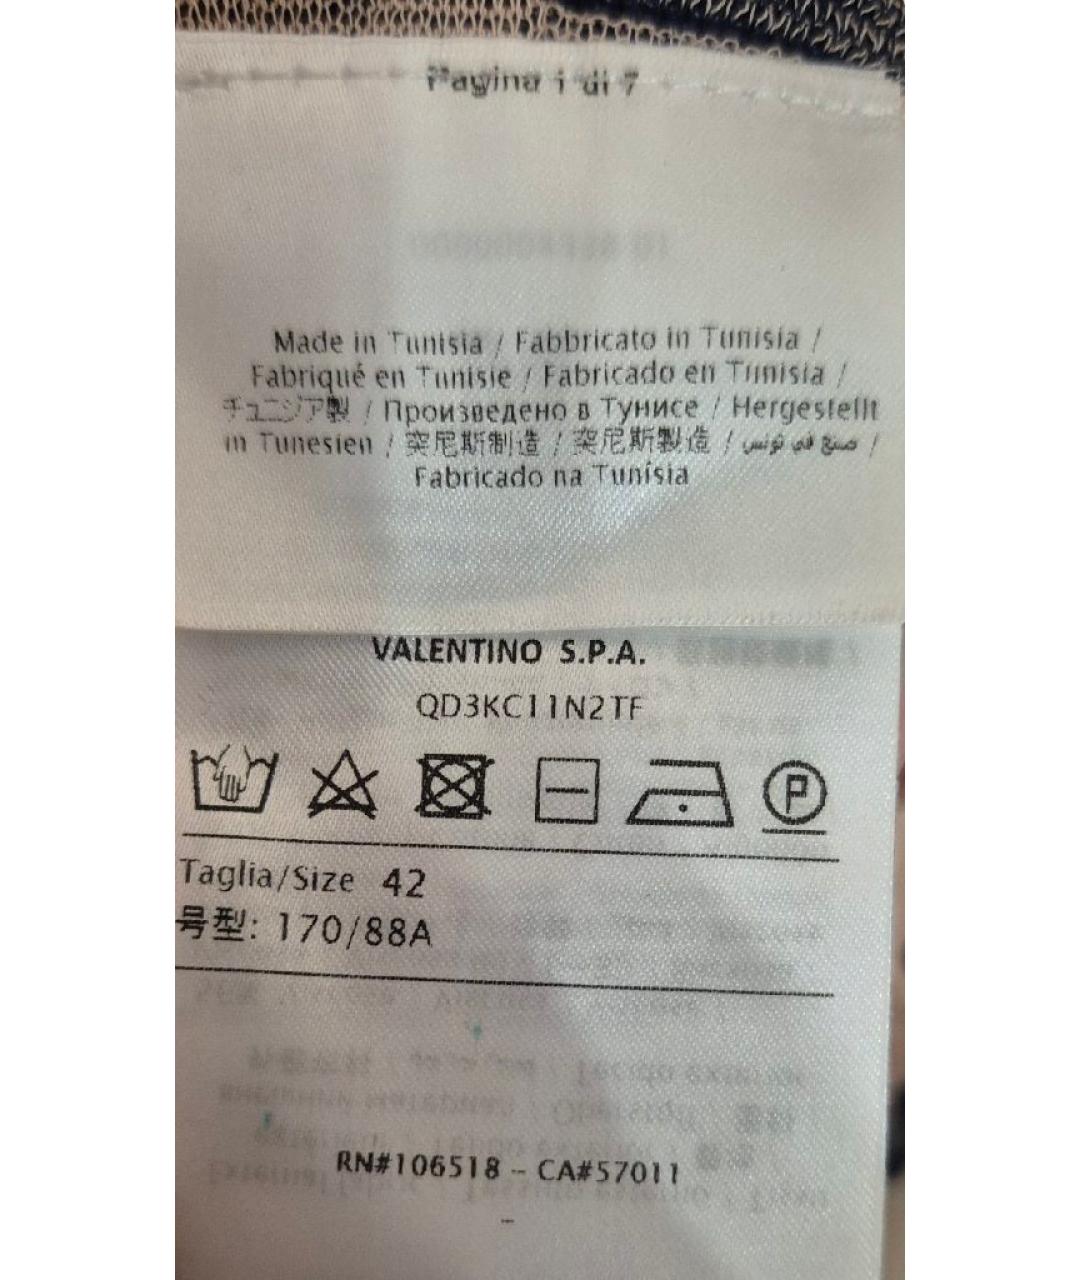 Pagina 1 di 7
Made in Tunisia / Fabbricato in Tunisia /
Fabriqué en Tunisie / Fabricado en Tunisia /
チュニジア製 / Произведено в Тунисе / Hergestellt
in Tunesien / 突尼斯制造 / 突尼斯製造 / صنع في تونس /
Fabricado na Tunísia
VALENTINO S.P.A.
QD3KC11N2TF
Taglia/Size 42
号型: 170/88A
RN#106518 - CA#57011
-